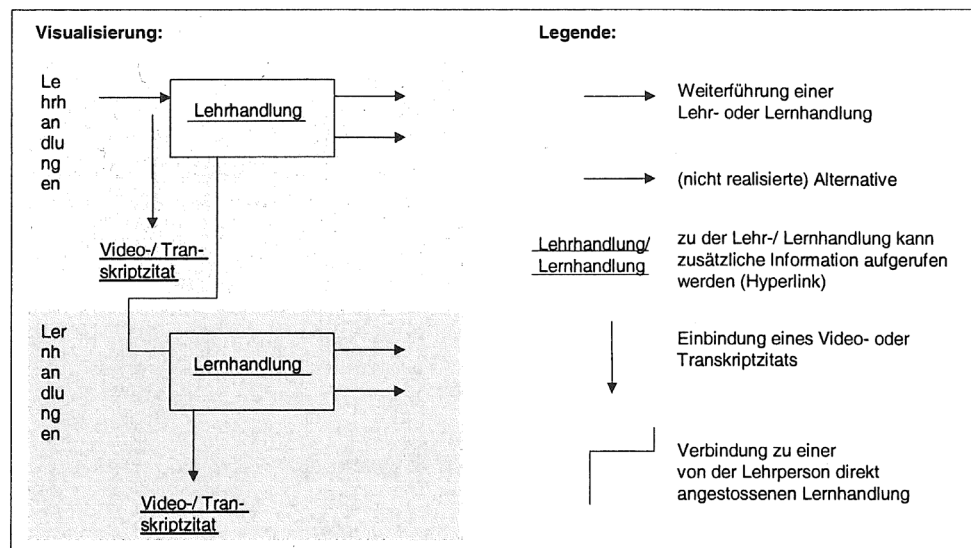 Visualisierung:
Le
hrh
an
dlu
ng
en
Lehrhandlung
Video-/ Tran-
skriptzitat
Ler
nh
an
dlu
ng
en
Lernhandlung
Video-/ Tran-
skriptzitat
Legende:
Weiterführung einer
Lehr- oder Lernhandlung
(nicht realisierte) Alternative
Lehrhandlung/
Lernhandlung
zu der Lehr-/ Lernhandlung kann
zusätzliche Information aufgerufen
werden (Hyperlink)
Einbindung eines Video- oder
Transkriptzitats
Verbindung zu einer
von der Lehrperson direkt
angestossenen Lernhandlung